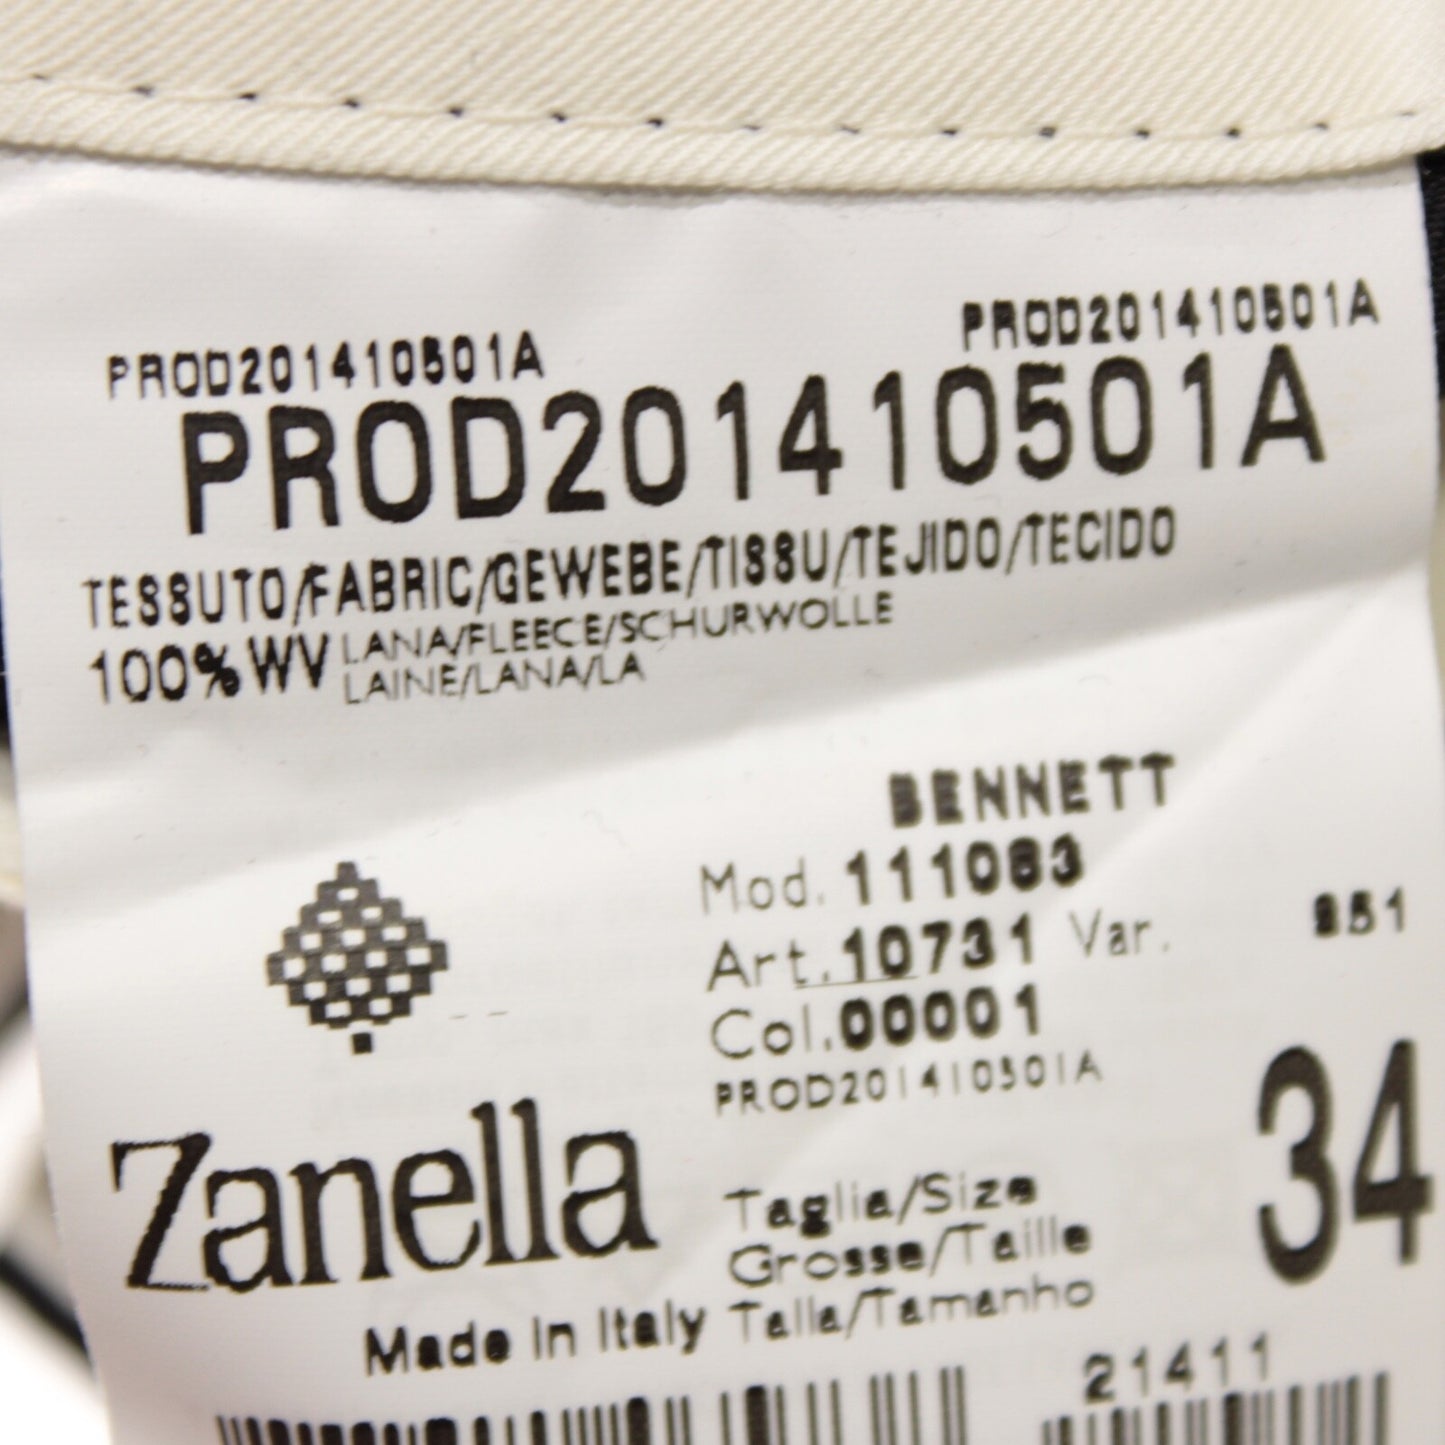 PROD201410501A
PROD201410501A
PROD201410501A
TESSUTO/FABRIC/GEWEBE/TISSU/TEJIDO/TECIDO
100% WV LANA/FLEECE/SCHURWOLLE
LAINE/LANA/LA
BENNETT
Mod. 111063
Art. 10731 Var. 851
Col. 00001
PROD201410501A
34
Zanella
Taglia/Size
Grosse/Taille
Made In Italy Talla/Tamanho
21411